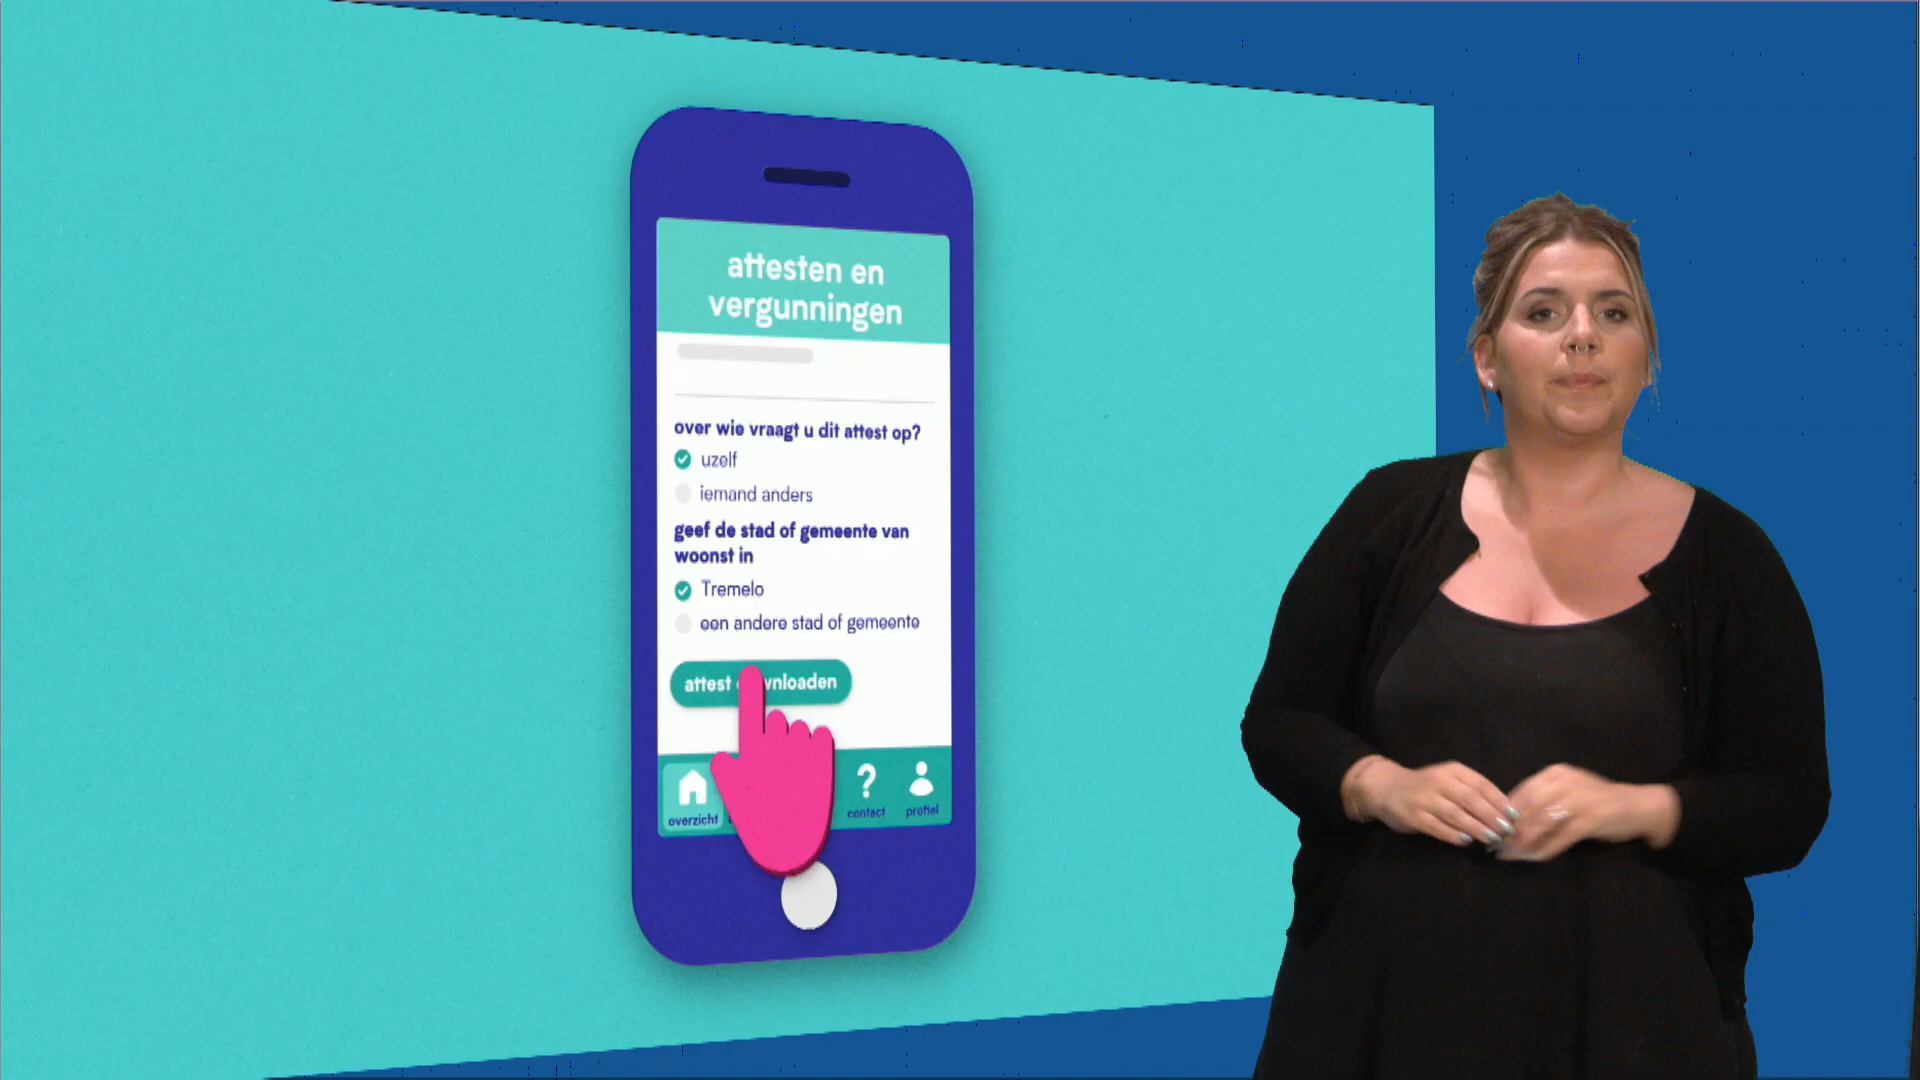 attesten en
vergunningen
over wie vraagt u dit attest op?
uzelf
iemand anders
geef de stad of gemeente van
woonst in
Tremelo
een andere stad of gemeente
attest
overzicht
contact
profiel